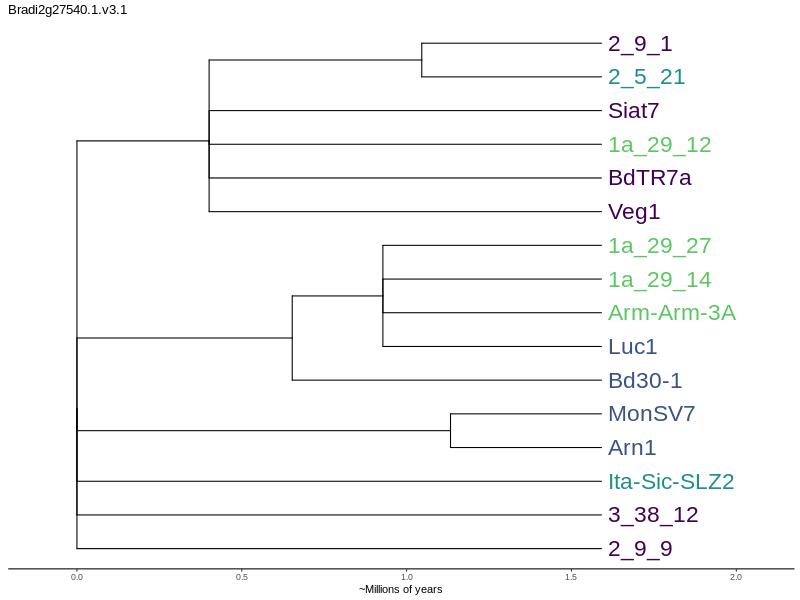 Bradi2g27540.1.v3.1
2_9_1
2_5_21
Siat7
1a_29_12
BdTR7a
Veg1
1a_29_27
1a_29_14
Arm-Arm-3A
Luc1
Bd30-1
MonSV7
Arn1
Ita-Sic-SLZ2
3_38_12
2_9_9
0.0 0.5 1.0 1.5 2.0
~Millions of years